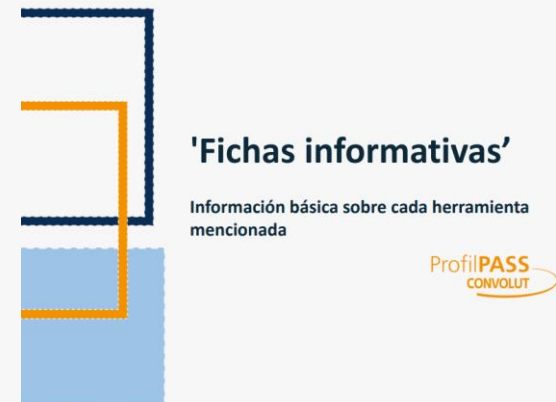 'Fichas informativas’
Información básica sobre cada herramienta
mencionada
ProfilPASS
CONVOLUT